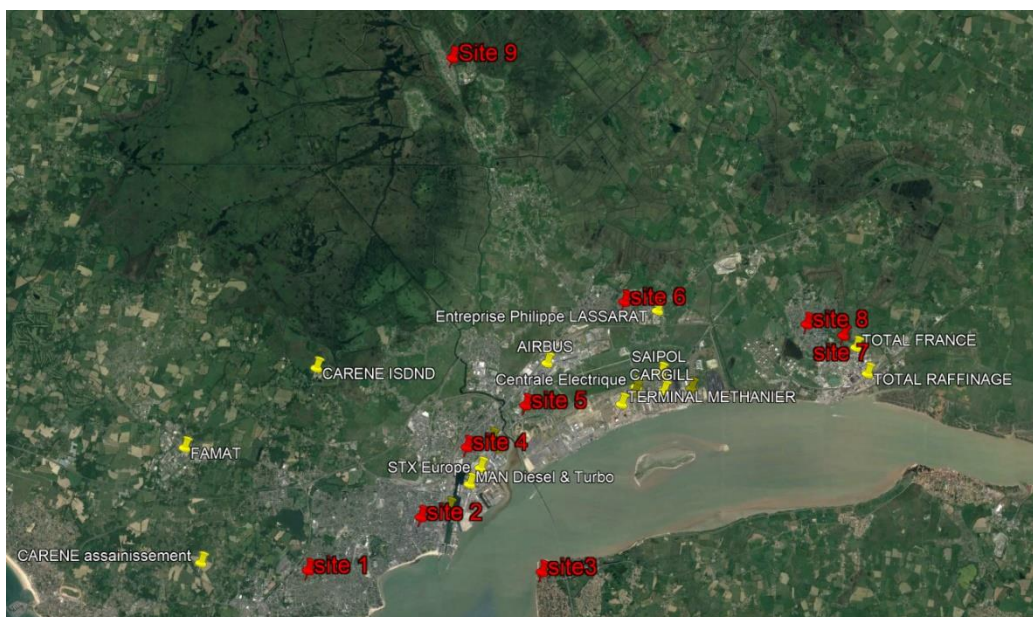 Site 9
site 6
Entreprise Philippe LASSARAT
site 8
TOTAL FRANCE
site 7
AIRBUS
SAIPOL
CARENE ISDND
Centrale Electrique
CARGILL
TOTAL RAFFINAGE
TERMINAL METHANIER
site 5
site 4
FAMAT
STX Europe
MAN Diesel & Turbo
site 2
CARENE assainissement
site 1
site3